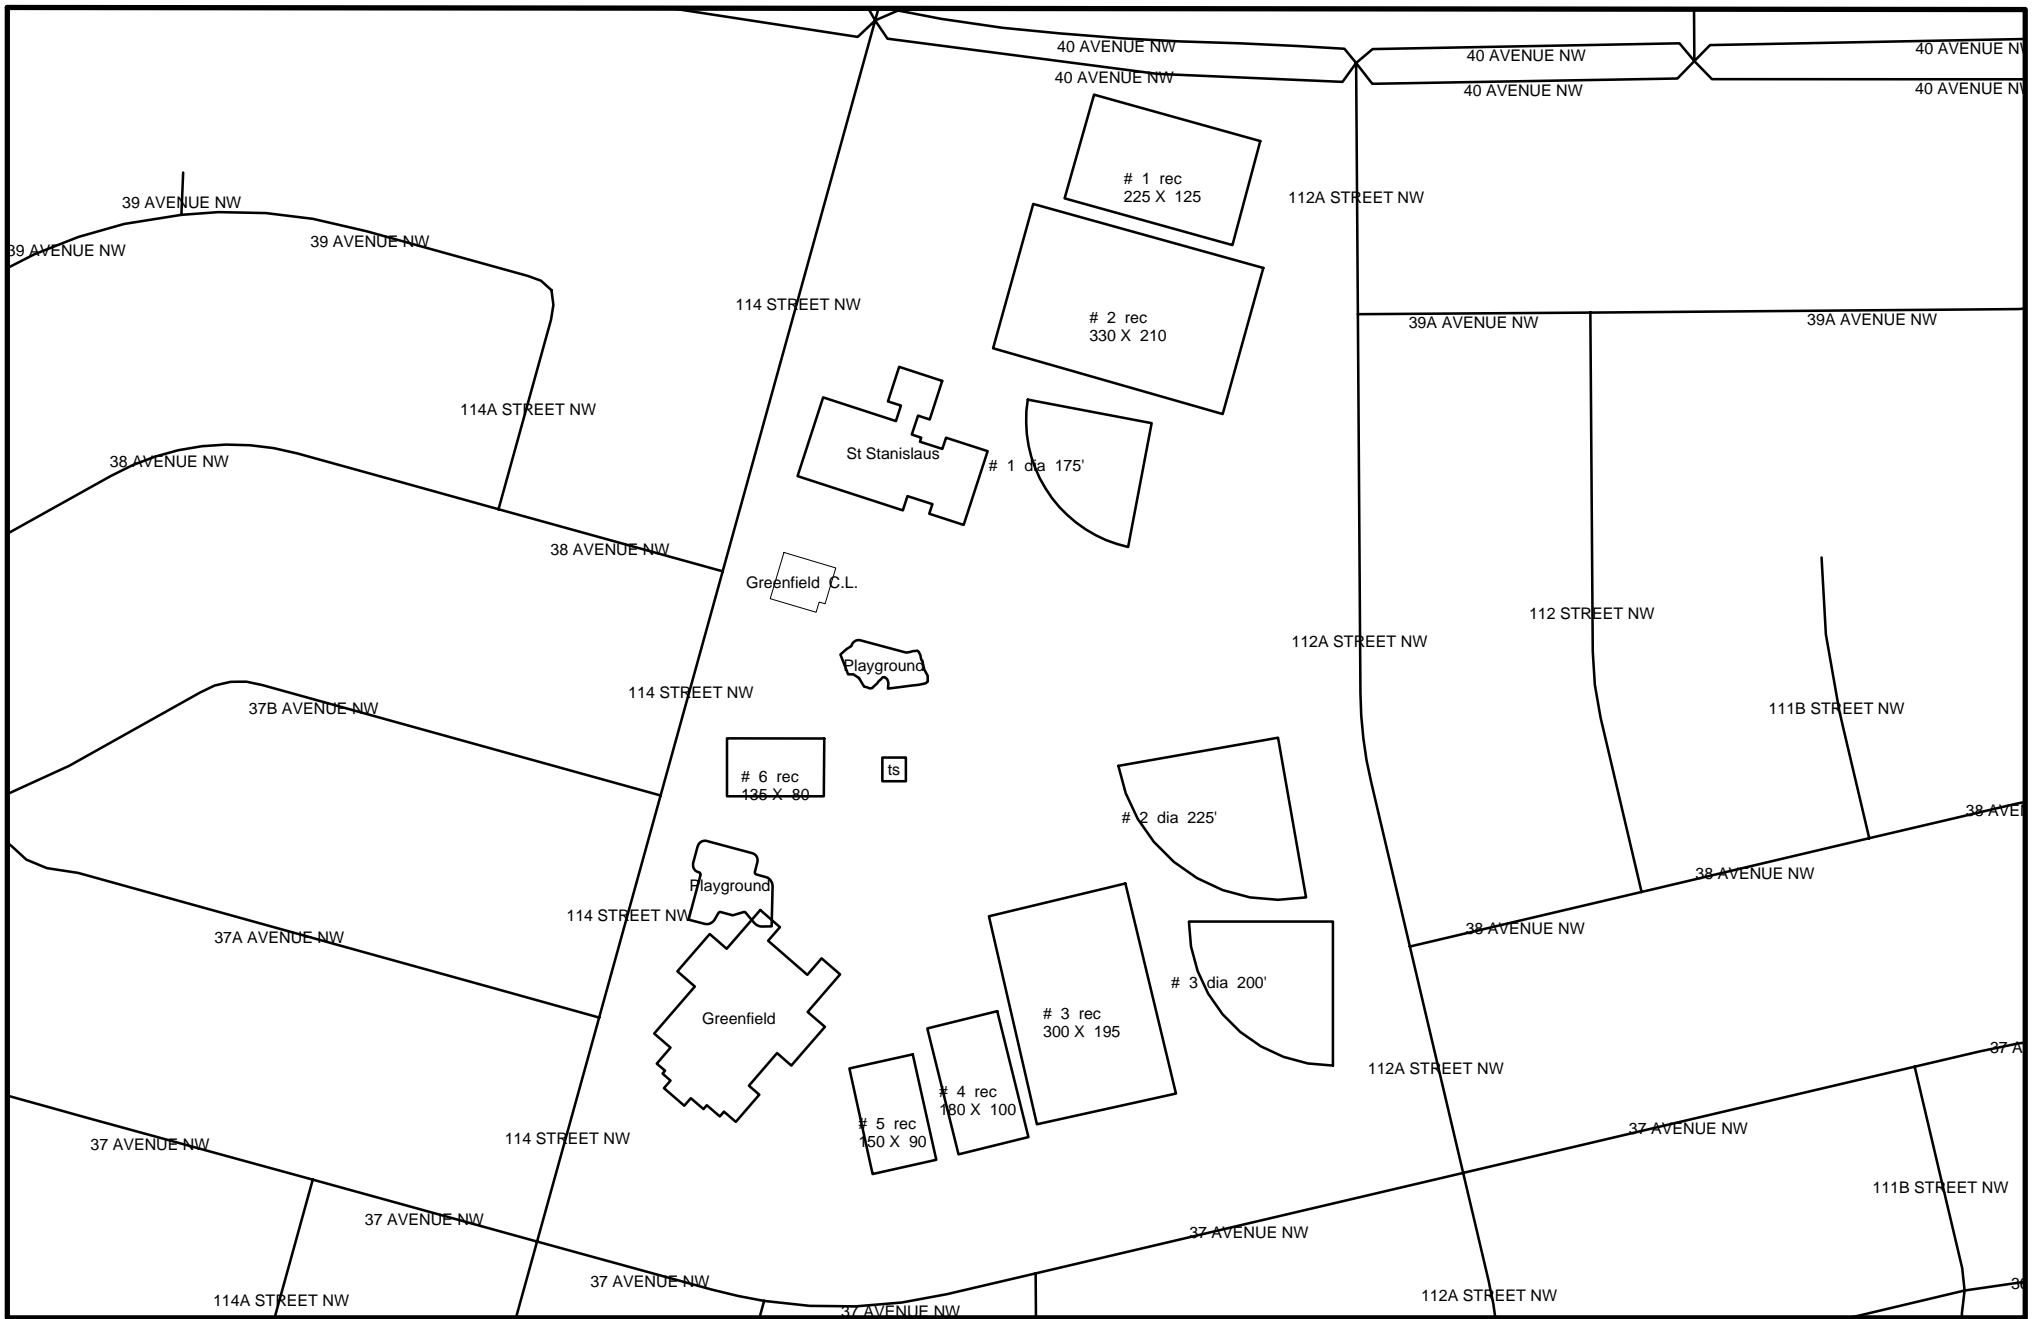 40 AVENUE NW
40 AVENUE NW
40 AVENUE NW
40 AVENUE NW
40 AVENUE NW
40 AVENUE NW
# 1 rec
225 X 125
112A STREET NW
39 AVENUE NW
39 AVENUE NW
39 AVENUE NW
114 STREET NW
# 2 rec
330 X 210
39A AVENUE NW
39A AVENUE NW
114A STREET NW
38 AVENUE NW
St Stanislaus
# 1 dia 175'
38 AVENUE NW
Greenfield C.L.
112 STREET NW
112A STREET NW
Playground
114 STREET NW
37B AVENUE NW
111B STREET NW
# 6 rec
135 X 80
ts
# 2 dia 225'
38 AVE
38 AVENUE NW
Playground
114 STREET NW
37A AVENUE NW
38 AVENUE NW
# 3 dia 200'
Greenfield
# 3 rec
300 X 195
37 A
112A STREET NW
# 4 rec
180 X 100
# 5 rec
150 X 90
114 STREET NW
37 AVENUE NW
37 AVENUE NW
111B STREET NW
37 AVENUE NW
37 AVENUE NW
37 AVENUE NW
112A STREET NW
114A STREET NW
37 AVENUE NW